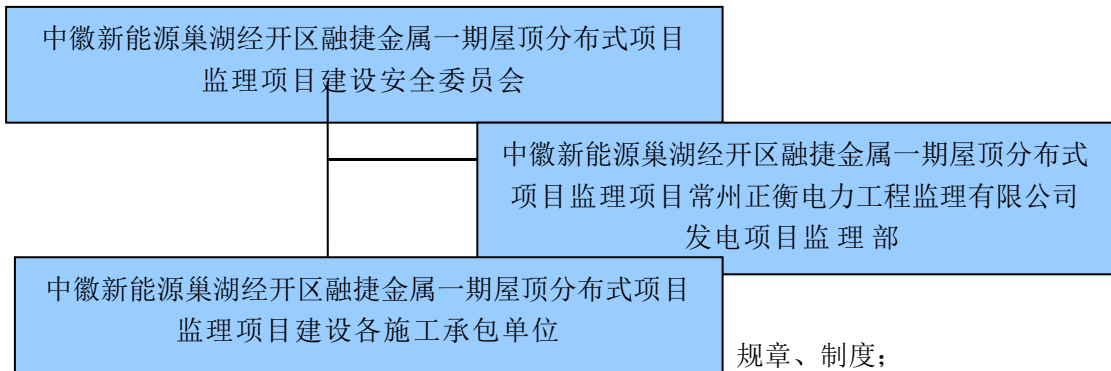 中徽新能源巢湖经开区融捷金属一期屋顶分布式项目
监理项目建设安全委员会
中徽新能源巢湖经开区融捷金属一期屋顶分布式
项目监理项目常州正衡电力工程监理有限公司
发电项目监理部
中徽新能源巢湖经开区融捷金属一期屋顶分布式项目
监理项目建设各施工承包单位
规章、制度；